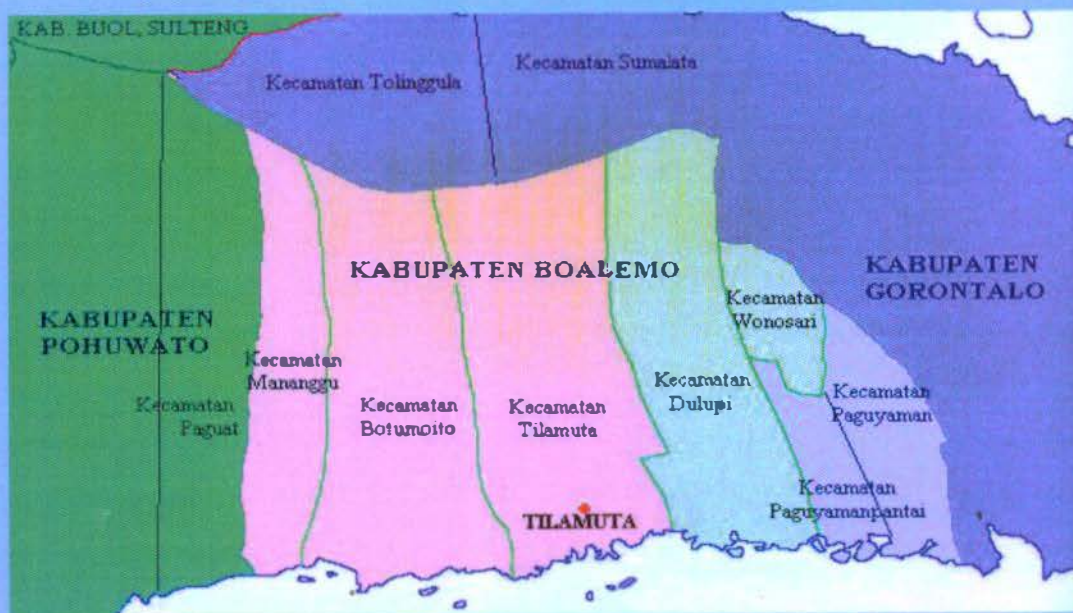 KAB. BUOL, SULTENG
Kecamatan Tolinggula
Kecamatan Sumalata
KABUPATEN BOALEMO
KABUPATEN
GORONTALO
KABUPATEN
POHUWATO
Kecamatan
Wonosari
Kecamatan
Mananggu
Kecamatan
Paguat
Kecamatan
Botumoito
Kecamatan
Tilamuta
Kecamatan
Dulupi
Kecamatan
Paguyaman
Kecamatan
Paguyamanpantai
TILAMUTA